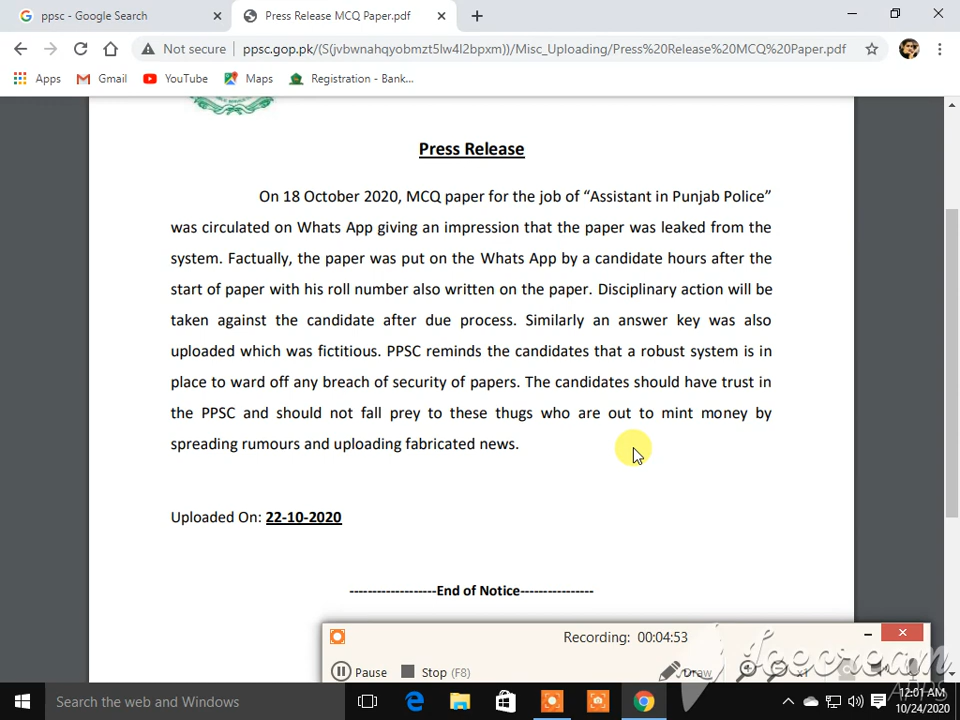 ppsc - Google Search
Press Release MCQ Paper.pdf
Not secure
ppsc.gop.pk/(S(jvbwnahqyobmzt5lw4l2bpxm))/Misc_Uploading/Press%20Release%20MCQ%20Paper.pdf
Apps Gmail YouTube Maps Registration - Bank...
Press Release
On 18 October 2020, MCQ paper for the job of “Assistant in Punjab Police”
was circulated on Whats App giving an impression that the paper was leaked from the
system. Factually, the paper was put on the Whats App by a candidate hours after the
start of paper with his roll number also written on the paper. Disciplinary action will be
taken against the candidate after due process. Similarly an answer key was also
uploaded which was fictitious. PPSC reminds the candidates that a robust system is in
place to ward off any breach of security of papers. The candidates should have trust in
the PPSC and should not fall prey to these thugs who are out to mint money by
spreading rumours and uploading fabricated news.
Uploaded On: 22-10-2020
------------------End of Notice---------------
Recording: 00:04:53
Pause Stop (F8) Draw x1
Icecream
APPS
Search the web and Windows
12:01 AM
10/24/2020